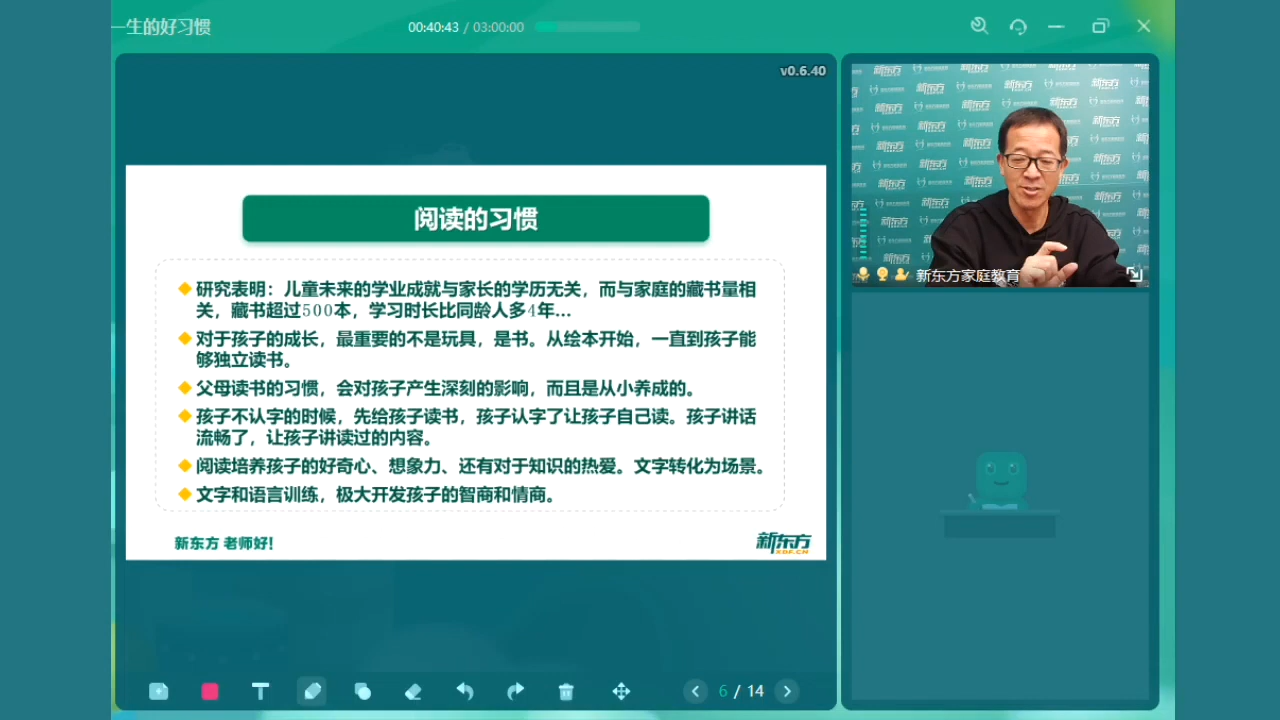 一生的好习惯
00:40:43 / 03:00:00
v0.6.40
阅读的习惯
研究表明：儿童未来的学业成就与家长的学历无关，而与家庭的藏书量相
关，藏书超过500本，学习时长比同龄人多4年...
对于孩子的成长，最重要的不是玩具，是书。从绘本开始，一直到孩子能
够独立读书。
父母读书的习惯，会对孩子产生深刻的影响，而且是从小养成的。
孩子不认字的时候，先给孩子读书，孩子认字了让孩子自己读。孩子讲话
流畅了，让孩子讲读过的内容。
阅读培养孩子的好奇心、想象力、还有对于知识的热爱。文字转化为场景。
文字和语言训练，极大开发孩子的智商和情商。
新东方 老师好！
新东方
XDF.CN
新东方家庭教育
6 / 14